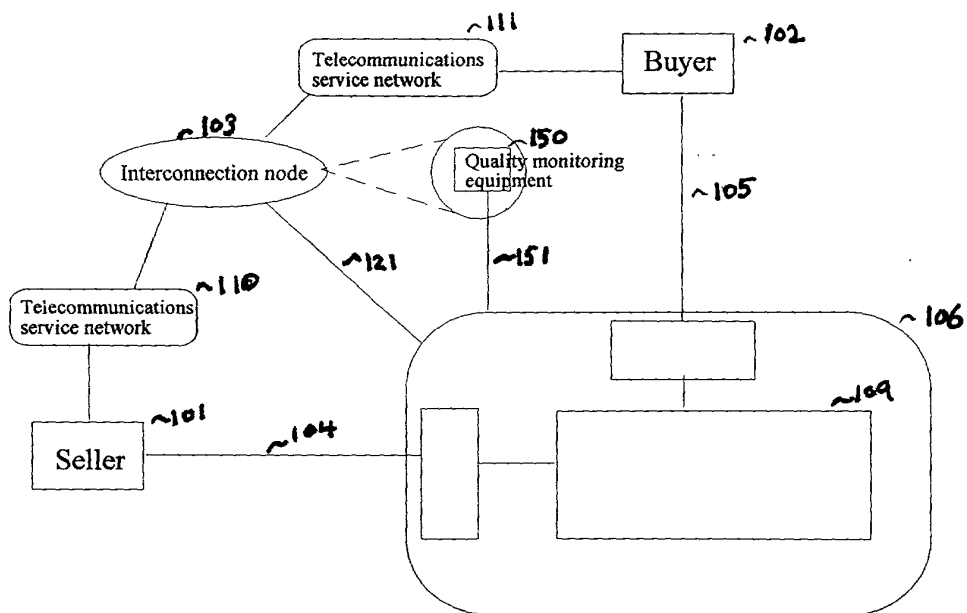 ~111
Telecommunications
service network
Buyer
~102
~103
Interconnection node
~150
Quality monitoring
equipment
~105
~121
~151
~110
Telecommunications
service network
~106
~109
~101
Seller
~104